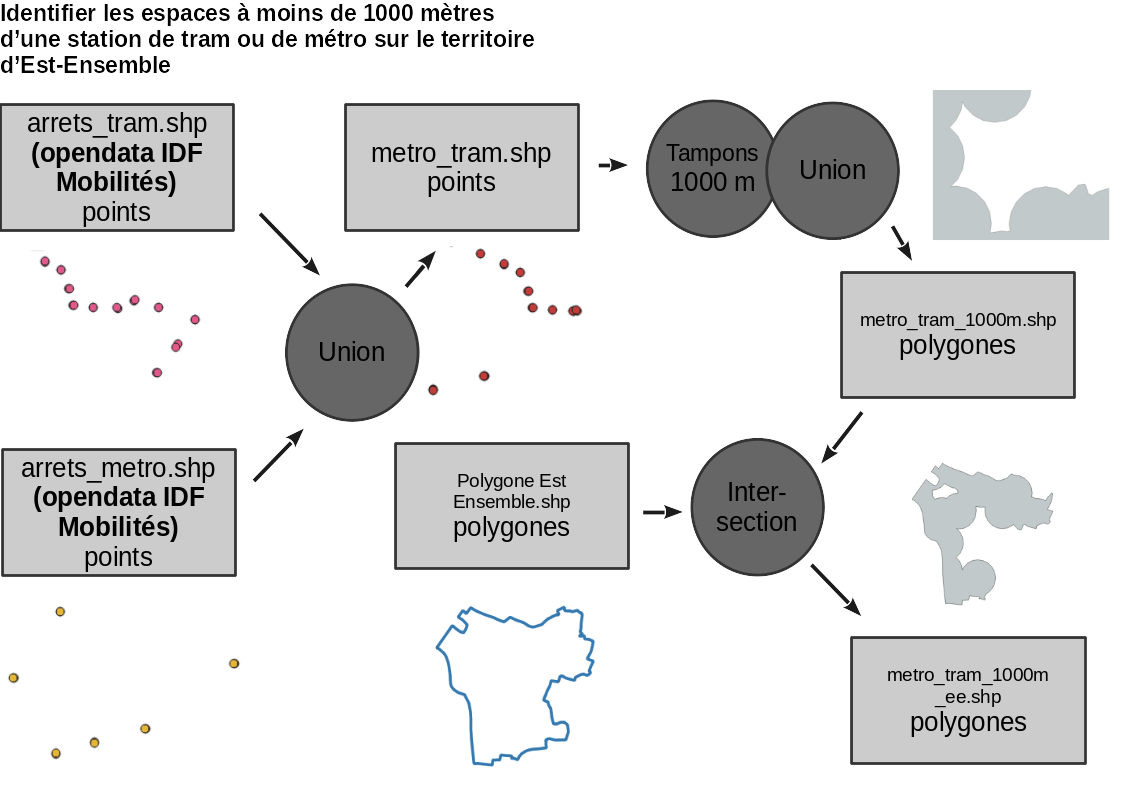 Identifier les espaces à moins de 1000 mètres
d’une station de tram ou de métro sur le territoire
d’Est-Ensemble
arrets_tram.shp
(opendata IDF
Mobilités)
points
metro_tram.shp
points
Tampons
1000 m
Union
Union
metro_tram_1000m.shp
polygones
arrets_metro.shp
(opendata IDF
Mobilités)
points
Polygone Est
Ensemble.shp
polygones
Inter-
section
metro_tram_1000m
_ee.shp
polygones